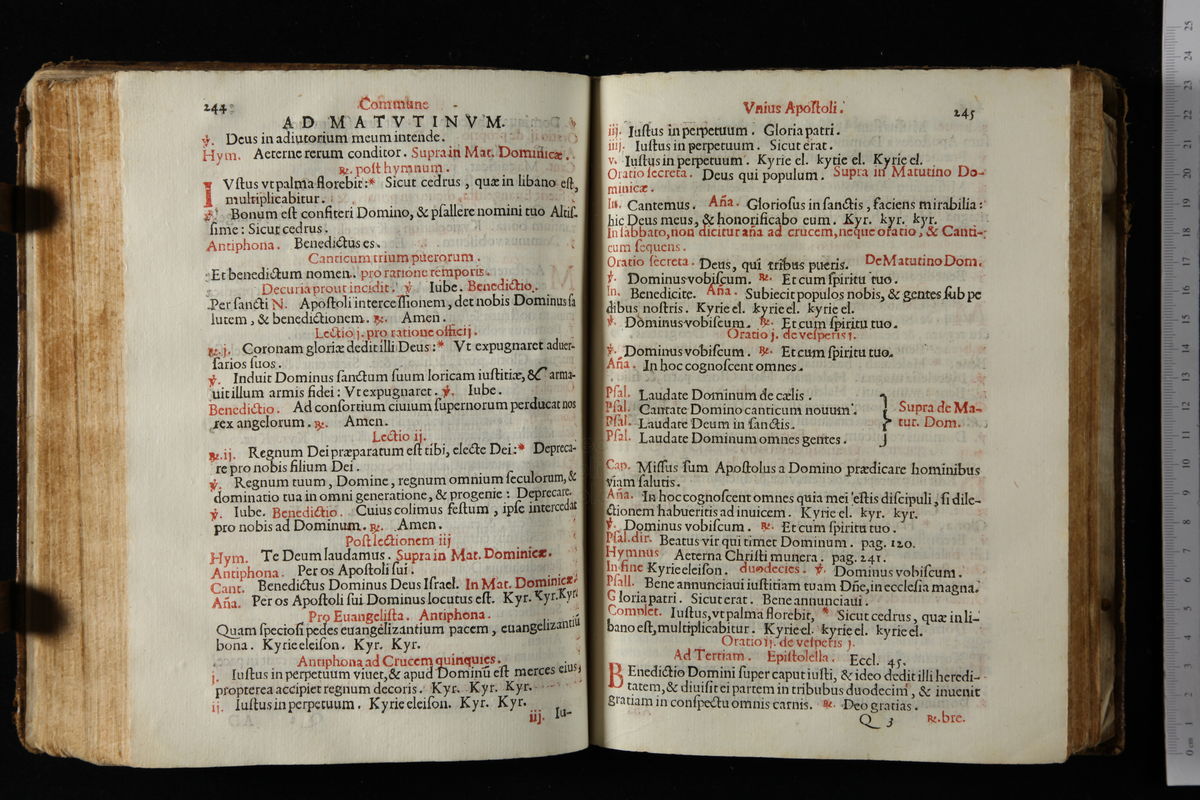 244
Commune
AD MATVTINVM.
℣. Deus in adiutorium meum intende.
Hym. Aeterne rerum conditor. Supra in Mat. Dominicæ.
℞. post hymnum.
IVſtus vt palma florebit:* Sicut cedrus, quæ in libano eſt,
multiplicabitur.
℣. Bonum eſt confiteri Domino, & pſallere nomini tuo Altiſ-
ſime: Sicut cedrus.
Antiphona. Benedictus es.
Canticum trium puerorum.
Et benedictum nomen. pro ratione temporis.
Decuria prout incidit. ℣. Iube. Benedictio.
Per ſancti N. Apoſtoli interceſſionem, det nobis Dominus ſa
lutem, & benedictionem. ℞. Amen.
Lectio j. pro ratione officij.
℞. j. Coronam gloriæ dedit illi Deus:* Vt expugnaret aduer-
ſarios ſuos.
℣. Induit Dominus ſanctum ſuum loricam iuſtitiæ, & arma-
uit illum armis fidei: Vt expugnaret. ℣. Iube.
Benedictio. Ad conſortium ciuium ſupernorum perducat nos
rex angelorum. ℞. Amen.
Lectio ij.
℞. ij. Regnum Dei præparatum eſt tibi, electe Dei:* Depreca-
re pro nobis filium Dei.
℣. Regnum tuum, Domine, regnum omnium ſeculorum, &
dominatio tua in omni generatione, & progenie: Deprecare.
℣. Iube. Benedictio. Cuius colimus feſtum, ipſe intercedat
pro nobis ad Dominum. ℞. Amen.
Poſt lectionem iij
Hym. Te Deum laudamus. Supra in Mat. Dominicæ.
Antiphona. Per os Apoſtoli ſui.
Cant. Benedictus Dominus Deus Iſrael. In Mat. Dominicæ.
Aña. Per os Apoſtoli ſui Dominus locutus eſt. Kyr. Kyr. Kyr.
Pro Euangeliſta. Antiphona.
Quam ſpecioſi pedes euangelizantium pacem, euangelizantiū
bona. Kyrie eleiſon. Kyr. Kyr.
Antiphona ad Crucem quinquies.
j. Iuſtus in perpetuum viuet, & apud Dominū eſt merces eius,
propterea accipiet regnum decoris. Kyr. Kyr. Kyr.
ij. Iuſtus in perpetuum. Kyrie eleiſon. Kyr. Kyr.
iij. Iu-
Vnius Apoſtoli.
245
iij. Iuſtus in perpetuum. Gloria patri.
iiij. Iuſtus in perpetuum. Sicut erat.
v. Iuſtus in perpetuum. Kyrie el. kyrie el. Kyrie el.
Oratio ſecreta. Deus qui populum. Supra in Matutino Do-
minicæ.
In. Cantemus. Aña. Glorioſus in ſanctis, faciens mirabilia:
hic Deus meus, & honorificabo eum. Kyr. kyr. kyr.
In ſabbato, non dicitur aña ad crucem, neque oratio, & Canti-
cum ſequens.
Oratio ſecreta. Deus, qui tribus pueris. De Matutino Dom.
℣. Dominus vobiſcum. ℞. Et cum ſpiritu tuo.
In. Benedicite. Aña. Subiecit populos nobis, & gentes ſub pe
dibus noſtris. Kyrie el. kyrie el. kyrie el.
℣. Dominus vobiſcum. ℞. Et cum ſpiritu tuo.
Oratio j. de veſperis j.
℣. Dominus vobiſcum. ℞. Et cum ſpiritu tuo.
Aña. In hoc cognoſcent omnes.
Pſal. Laudate Dominum de cælis.
Pſal. Cantate Domino canticum nouum.
Pſal. Laudate Deum in ſanctis.
Pſal. Laudate Dominum omnes gentes.
Supra de Ma-
tut. Dom.
Cap. Miſſus ſum Apoſtolus a Domino prædicare hominibus
viam ſalutis.
Aña. In hoc cognoſcent omnes quia mei eſtis diſcipuli, ſi dile-
ctionem habueritis ad inuicem. Kyrie el. kyr. kyr.
℣. Dominus vobiſcum. ℞. Et cum ſpiritu tuo.
Pſal. dir. Beatus vir qui timet Dominum. pag. 120.
Hymnus Aeterna Chriſti munera. pag. 241.
In fine Kyrie eleiſon. duodecies. ℣. Dominus vobiſcum.
Pſall. Bene annunciaui iuſtitiam tuam Dñe, in eccleſia magna.
Gloria patri. Sicut erat. Bene annunciaui.
Complet. Iuſtus, vt palma florebit, * Sicut cedrus, quæ in li-
bano eſt, multiplicabitur. Kyrie el. kyrie el. kyrie el.
Oratio ij. de veſperis j.
Ad Tertiam. Epiſtolella. Eccl. 45.
BEnedictio Domini ſuper caput iuſti, & ideo dedit illi heredi-
tatem, & diuiſit ei partem in tribubus duodecim, & inuenit
gratiam in conſpectu omnis carnis. ℞. Deo gratias.
Q 3
℞. bre.